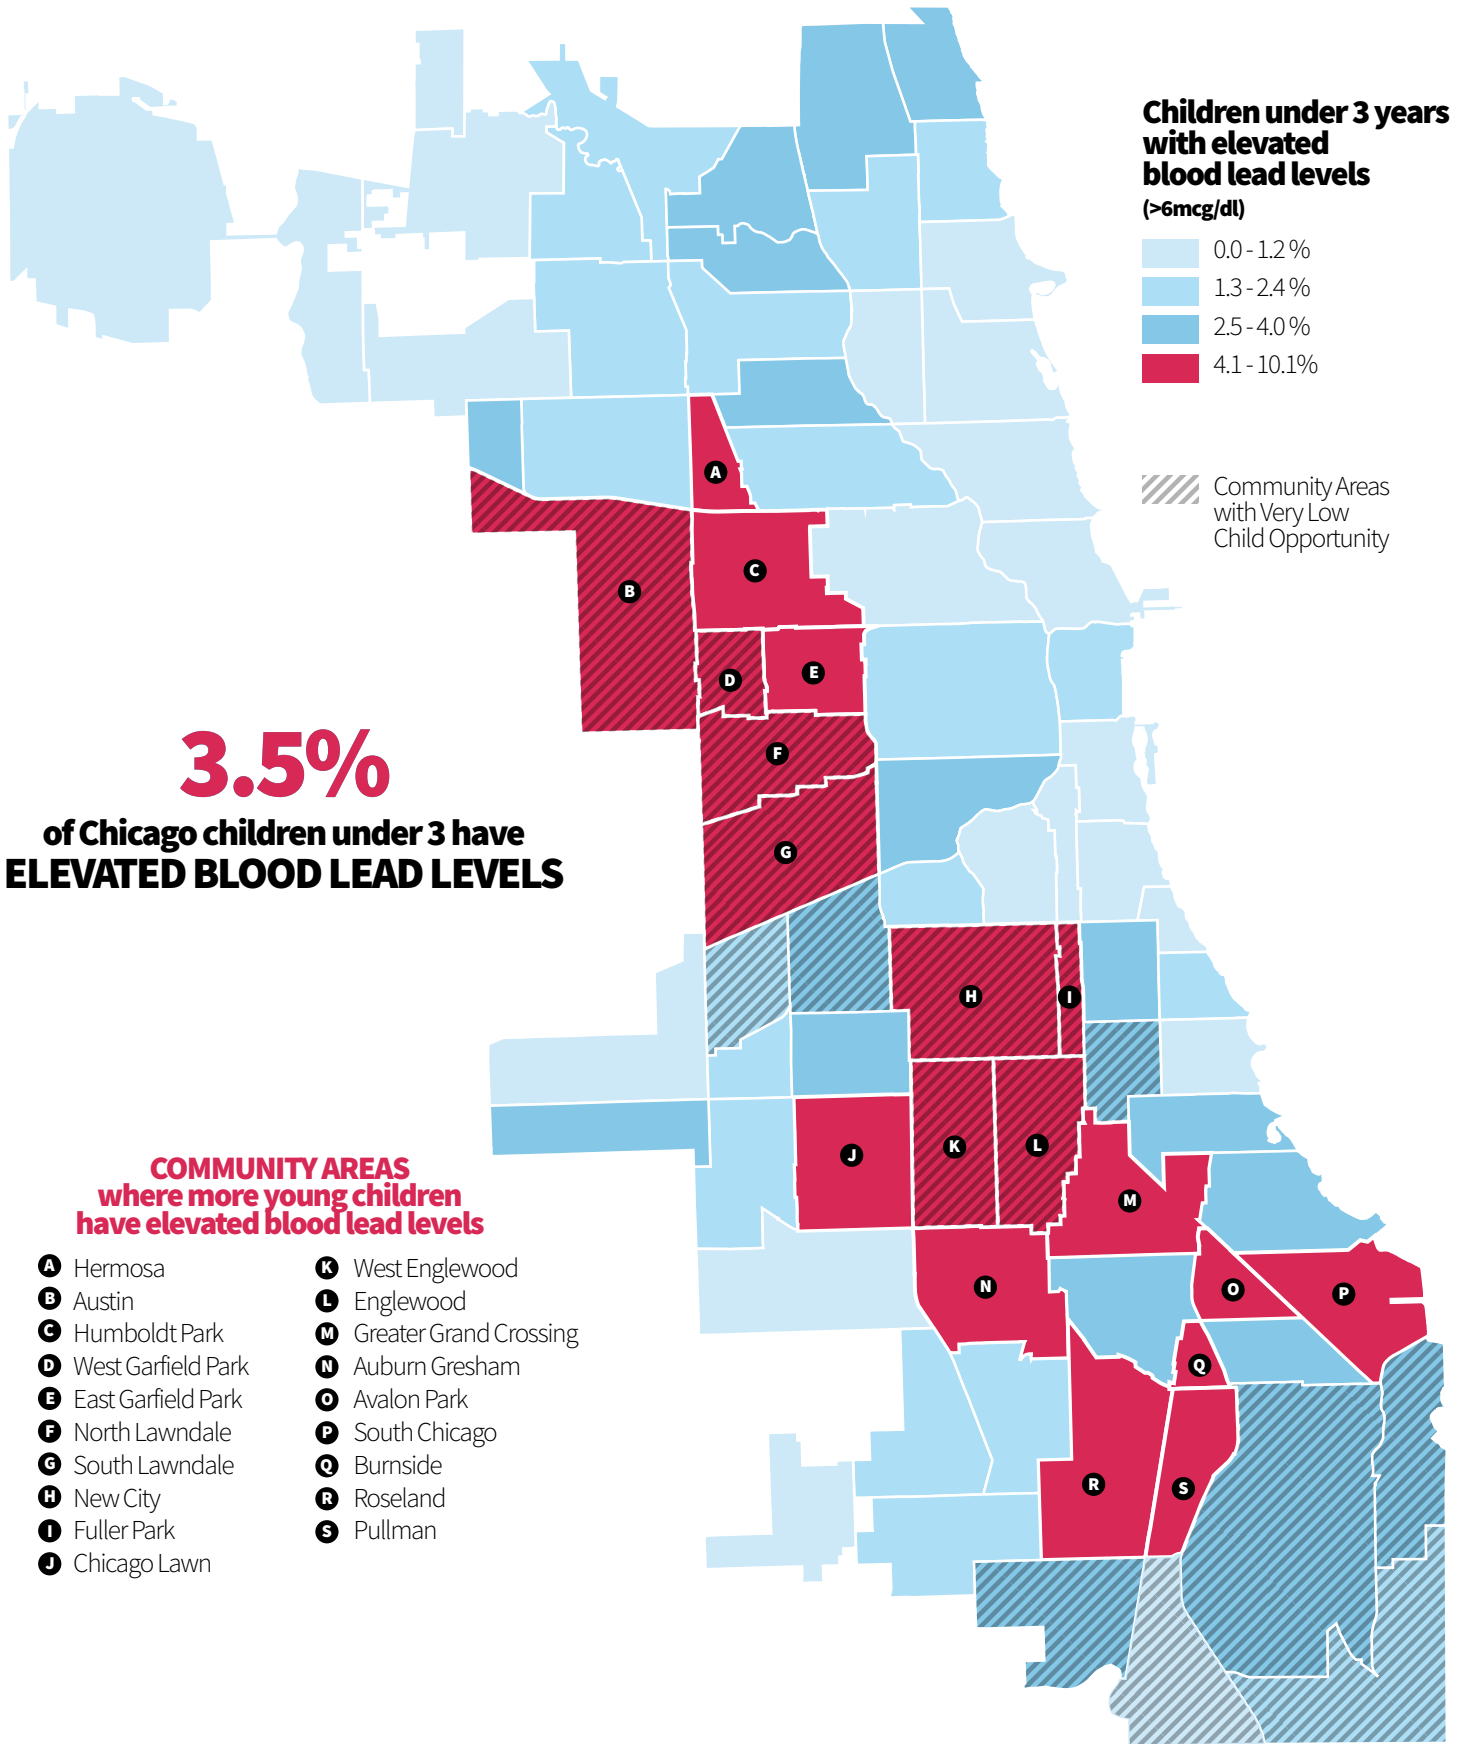 Children under 3 years
with elevated
blood lead levels
(>6mcg/dl)
0.0 - 1.2 %
1.3 - 2.4 %
2.5 - 4.0 %
4.1 - 10.1%
Community Areas
with Very Low
Child Opportunity
A
B
C
D
E
F
G
H
I
J
K
L
M
N
O
P
Q
R
S
3.5%
of Chicago children under 3 have
ELEVATED BLOOD LEAD LEVELS
COMMUNITY AREAS
where more young children
have elevated blood lead levels
A Hermosa
B Austin
C Humboldt Park
D West Garfield Park
E East Garfield Park
F North Lawndale
G South Lawndale
H New City
I Fuller Park
J Chicago Lawn
K West Englewood
L Englewood
M Greater Grand Crossing
N Auburn Gresham
O Avalon Park
P South Chicago
Q Burnside
R Roseland
S Pullman